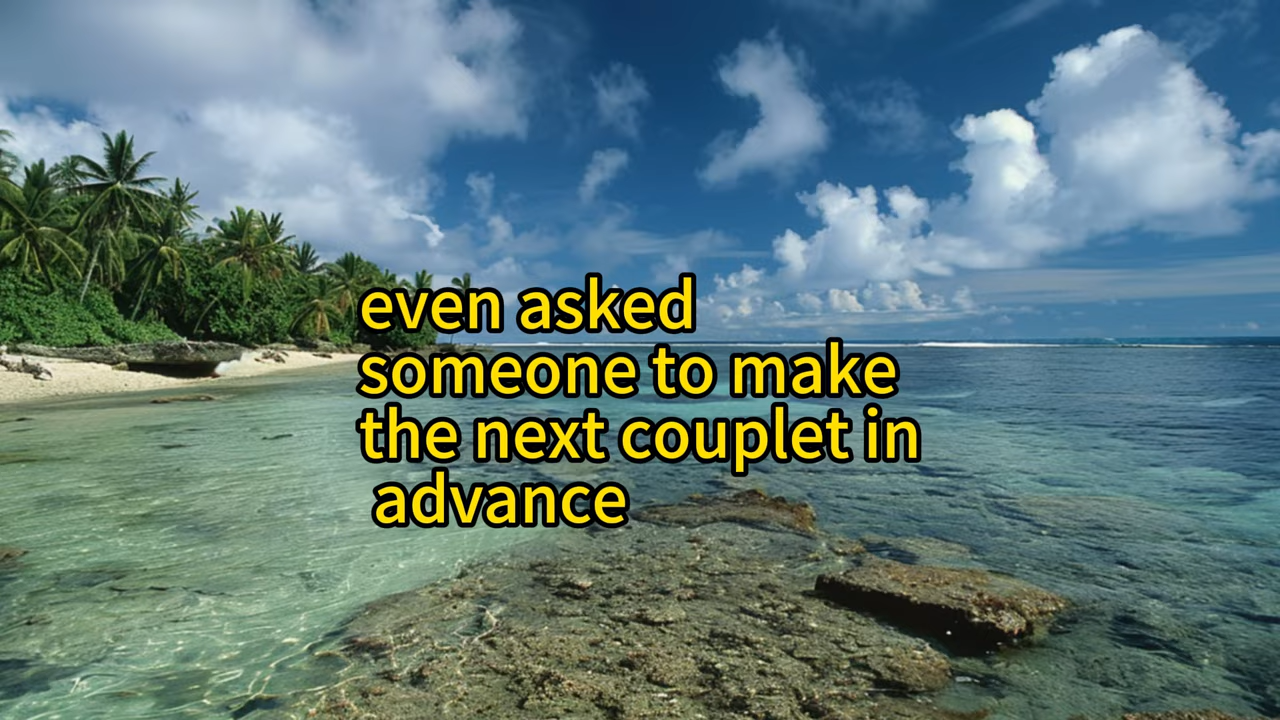 even asked
someone to make
the next couplet in
advance